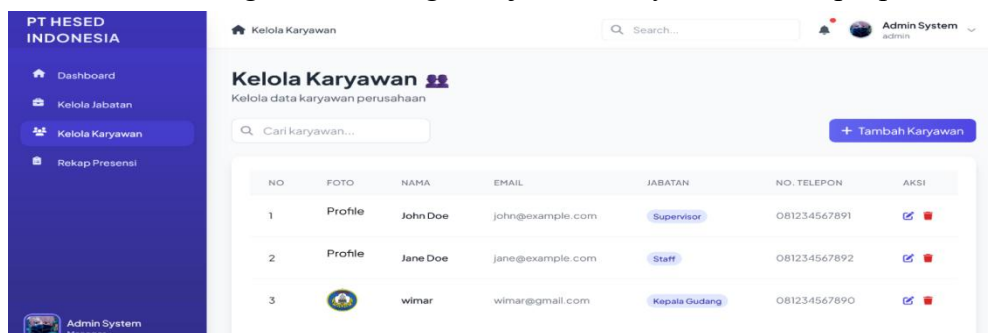 PT HESED
INDONESIA
Dashboard
Kelola Jabatan
Kelola Karyawan
Rekap Presensi
Admin System
Kelola Karyawan
Search...
Admin System
admin
Kelola Karyawan
Kelola data karyawan perusahaan
Cari karyawan...
+ Tambah Karyawan
NO FOTO NAMA EMAIL JABATAN NO. TELEPON AKSI
1 Profile John Doe john@example.com Supervisor 081234567891
2 Profile Jane Doe jane@example.com Staff 081234567892
3 wimar wimar@gmail.com Kepala Gudang 081234567890